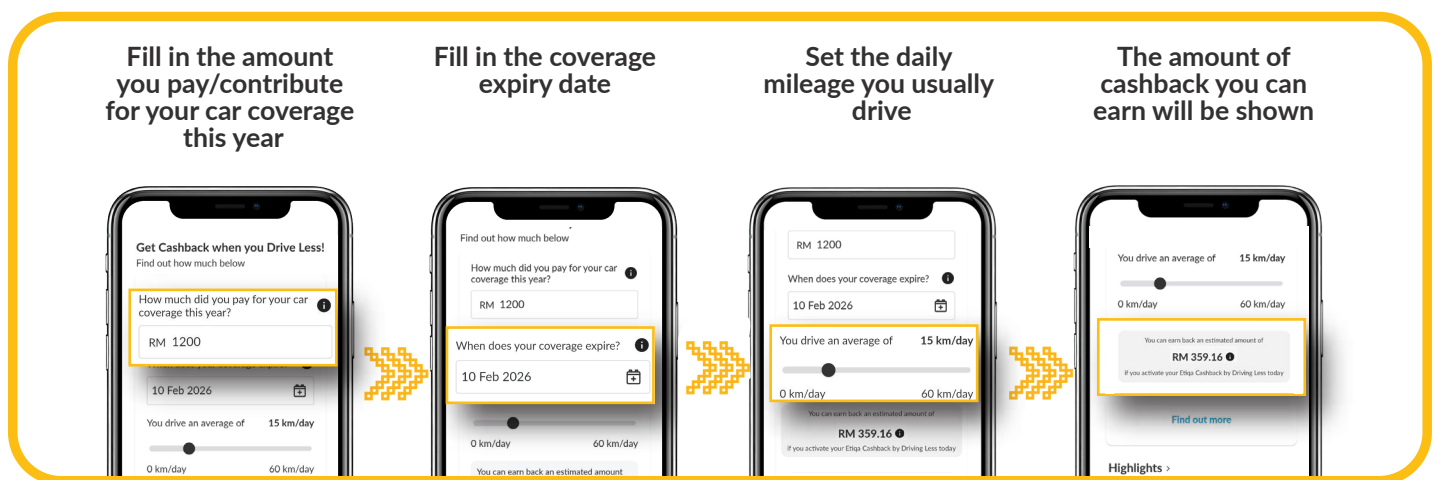 Fill in the amount
you pay/contribute
for your car coverage
this year
Fill in the coverage
expiry date
Set the daily
mileage you usually
drive
The amount of
cashback you can
earn will be shown
Get Cashback when you Drive Less!
Find out how much below
How much did you pay for your car
coverage this year?
RM 1200
10 Feb 2026
You drive an average of 15 km/day
0 km/day 60 km/day
Find out how much below
How much did you pay for your car
coverage this year?
RM 1200
When does your coverage expire?
10 Feb 2026
0 km/day 60 km/day
You can earn back an estimated amount
RM 1200
When does your coverage expire?
10 Feb 2026
You drive an average of 15 km/day
0 km/day 60 km/day
You can earn back an estimated amount of
RM 359.16
if you activate your Etiqa Cashback by Driving Less today
You drive an average of 15 km/day
0 km/day 60 km/day
You can earn back an estimated amount of
RM 359.16
if you activate your Etiqa Cashback by Driving Less today
Find out more
Highlights >